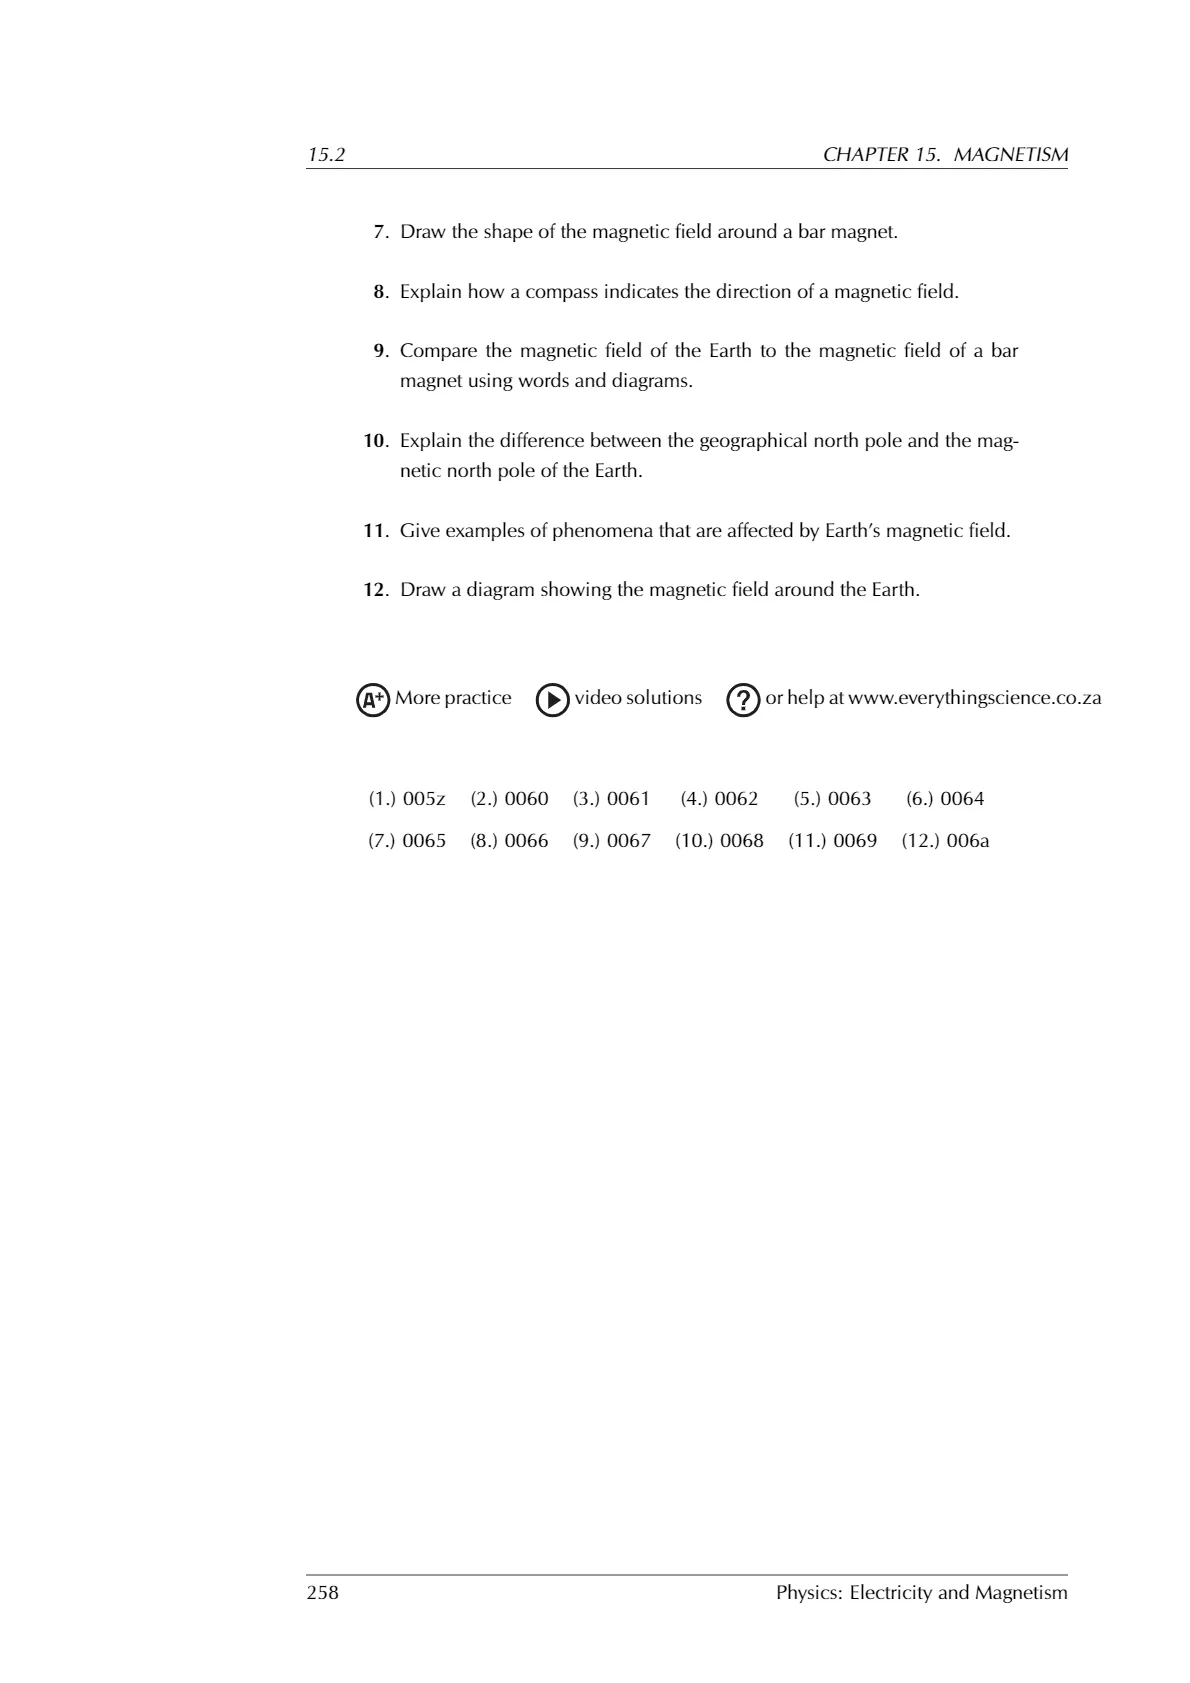 15.2 CHAPTER 15. MAGNETISM
7. Draw the shape of the magnetic field around a bar magnet.
8. Explain how a compass indicates the direction of a magnetic field.
9. Compare the magnetic field of the Earth to the magnetic field of a bar
magnet using words and diagrams.
10. Explain the difference between the geographical north pole and the mag-
netic north pole of the Earth.
11. Give examples of phenomena that are affected by Earth’s magnetic field.
12. Draw a diagram showing the magnetic field around the Earth.
A+ More practice video solutions ? or help at www.everythingscience.co.za
(1.) 005z (2.) 0060 (3.) 0061 (4.) 0062 (5.) 0063 (6.) 0064
(7.) 0065 (8.) 0066 (9.) 0067 (10.) 0068 (11.) 0069 (12.) 006a
258 Physics: Electricity and Magnetism